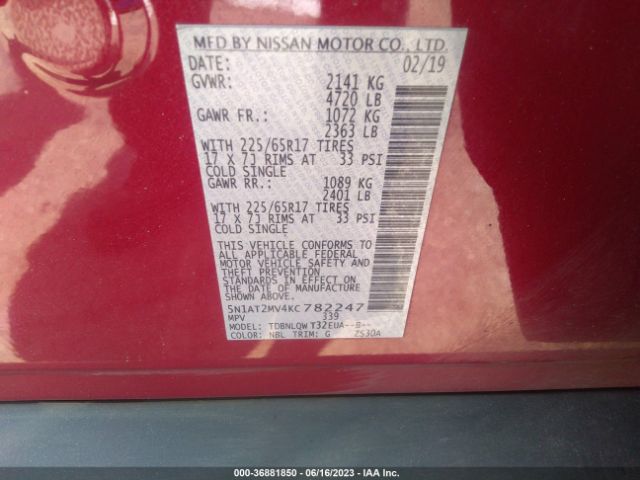 MFD BY NISSAN MOTOR CO., LTD.
DATE: 02/19
GVWR: 2141 KG
4720 LB
GAWR FR.: 1072 KG
2363 LB
WITH 225/65R17 TIRES
17 X 7J RIMS AT 33 PSI
COLD SINGLE
GAWR RR.: 1089 KG
2401 LB
WITH 225/65R17 TIRES
17 X 7J RIMS AT 33 PSI
COLD SINGLE
THIS VEHICLE CONFORMS TO
ALL APPLICABLE FEDERAL
MOTOR VEHICLE SAFETY AND
THEFT PREVENTION
STANDARDS IN EFFECT ON
THE DATE OF MANUFACTURE
SHOWN ABOVE.
5N1AT2MV4KC782247
MPV 339
MODEL: TDBNLQWT32EUA--B--
COLOR: NBL TRIM: G ZS30A
© 0-36881850 - 06/16/2023 - IAA Inc.